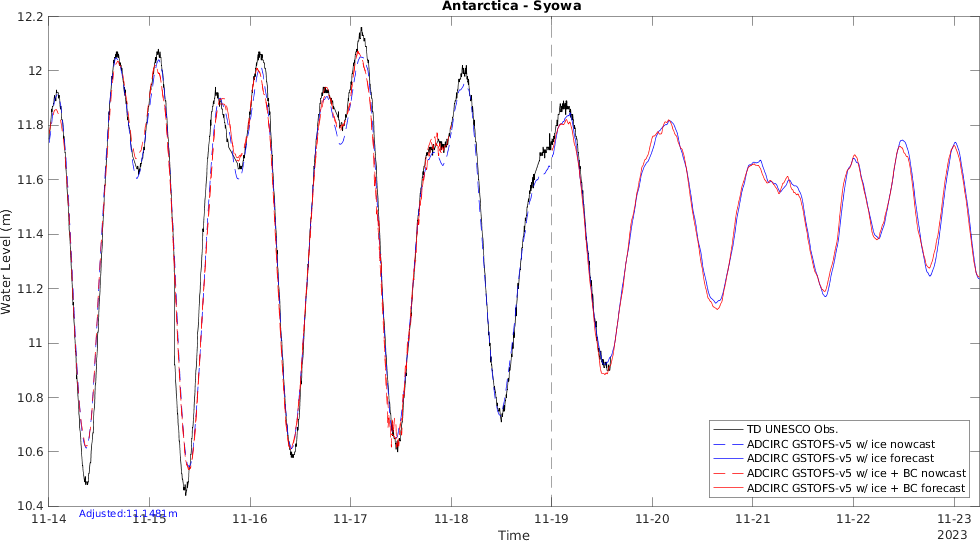 Antarctica - Syowa
12.2
12
11.8
11.6
11.4
11.2
11
10.8
10.6
10.4
Water Level (m)
TD UNESCO Obs.
ADCIRC GSTOFS-v5 w/ ice nowcast
ADCIRC GSTOFS-v5 w/ ice forecast
ADCIRC GSTOFS-v5 w/ ice + BC nowcast
ADCIRC GSTOFS-v5 w/ ice + BC forecast
11-14 11-15 11-16 11-17 11-18 11-19 11-20 11-21 11-22 11-23
Adjusted:11.1481m
Time
2023